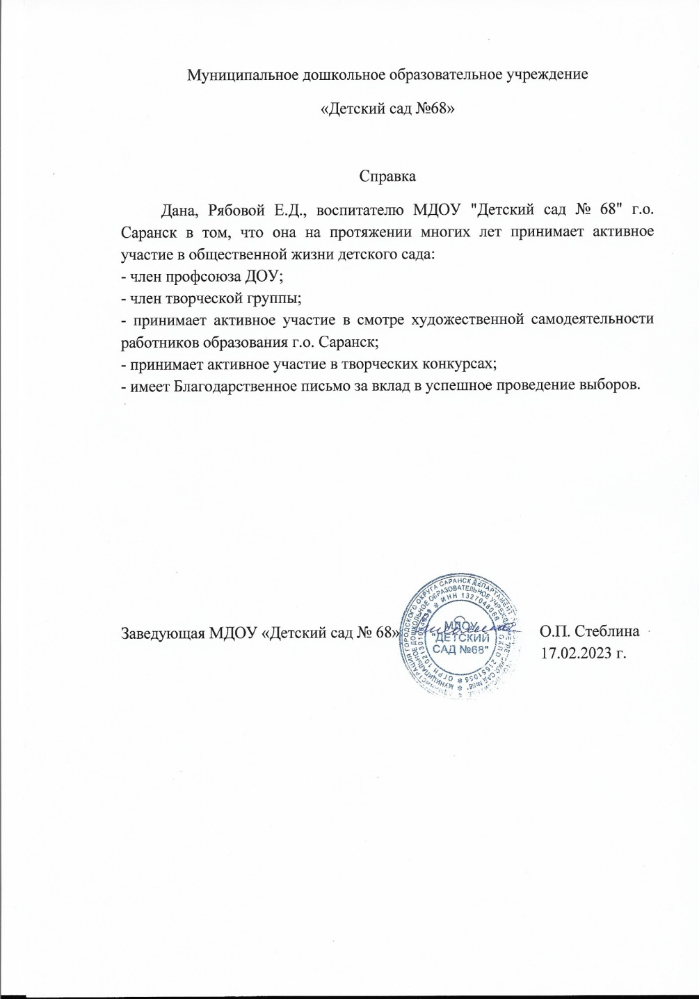 Муниципальное дошкольное образовательное учреждение
«Детский сад №68»
Справка
Дана, Рябовой Е.Д., воспитателю МДОУ "Детский сад № 68" г.о.
Саранск в том, что она на протяжении многих лет принимает активное
участие в общественной жизни детского сада:
- член профсоюза ДОУ;
- член творческой группы;
- принимает активное участие в смотре художественной самодеятельности
работников образования г.о. Саранск;
- принимает активное участие в творческих конкурсах;
- имеет Благодарственное письмо за вклад в успешное проведение выборов.
Заведующая МДОУ «Детский сад № 68»
МДОУ
"ДЕТСКИЙ
САД №68"
О.П. Стеблина
17.02.2023 г.